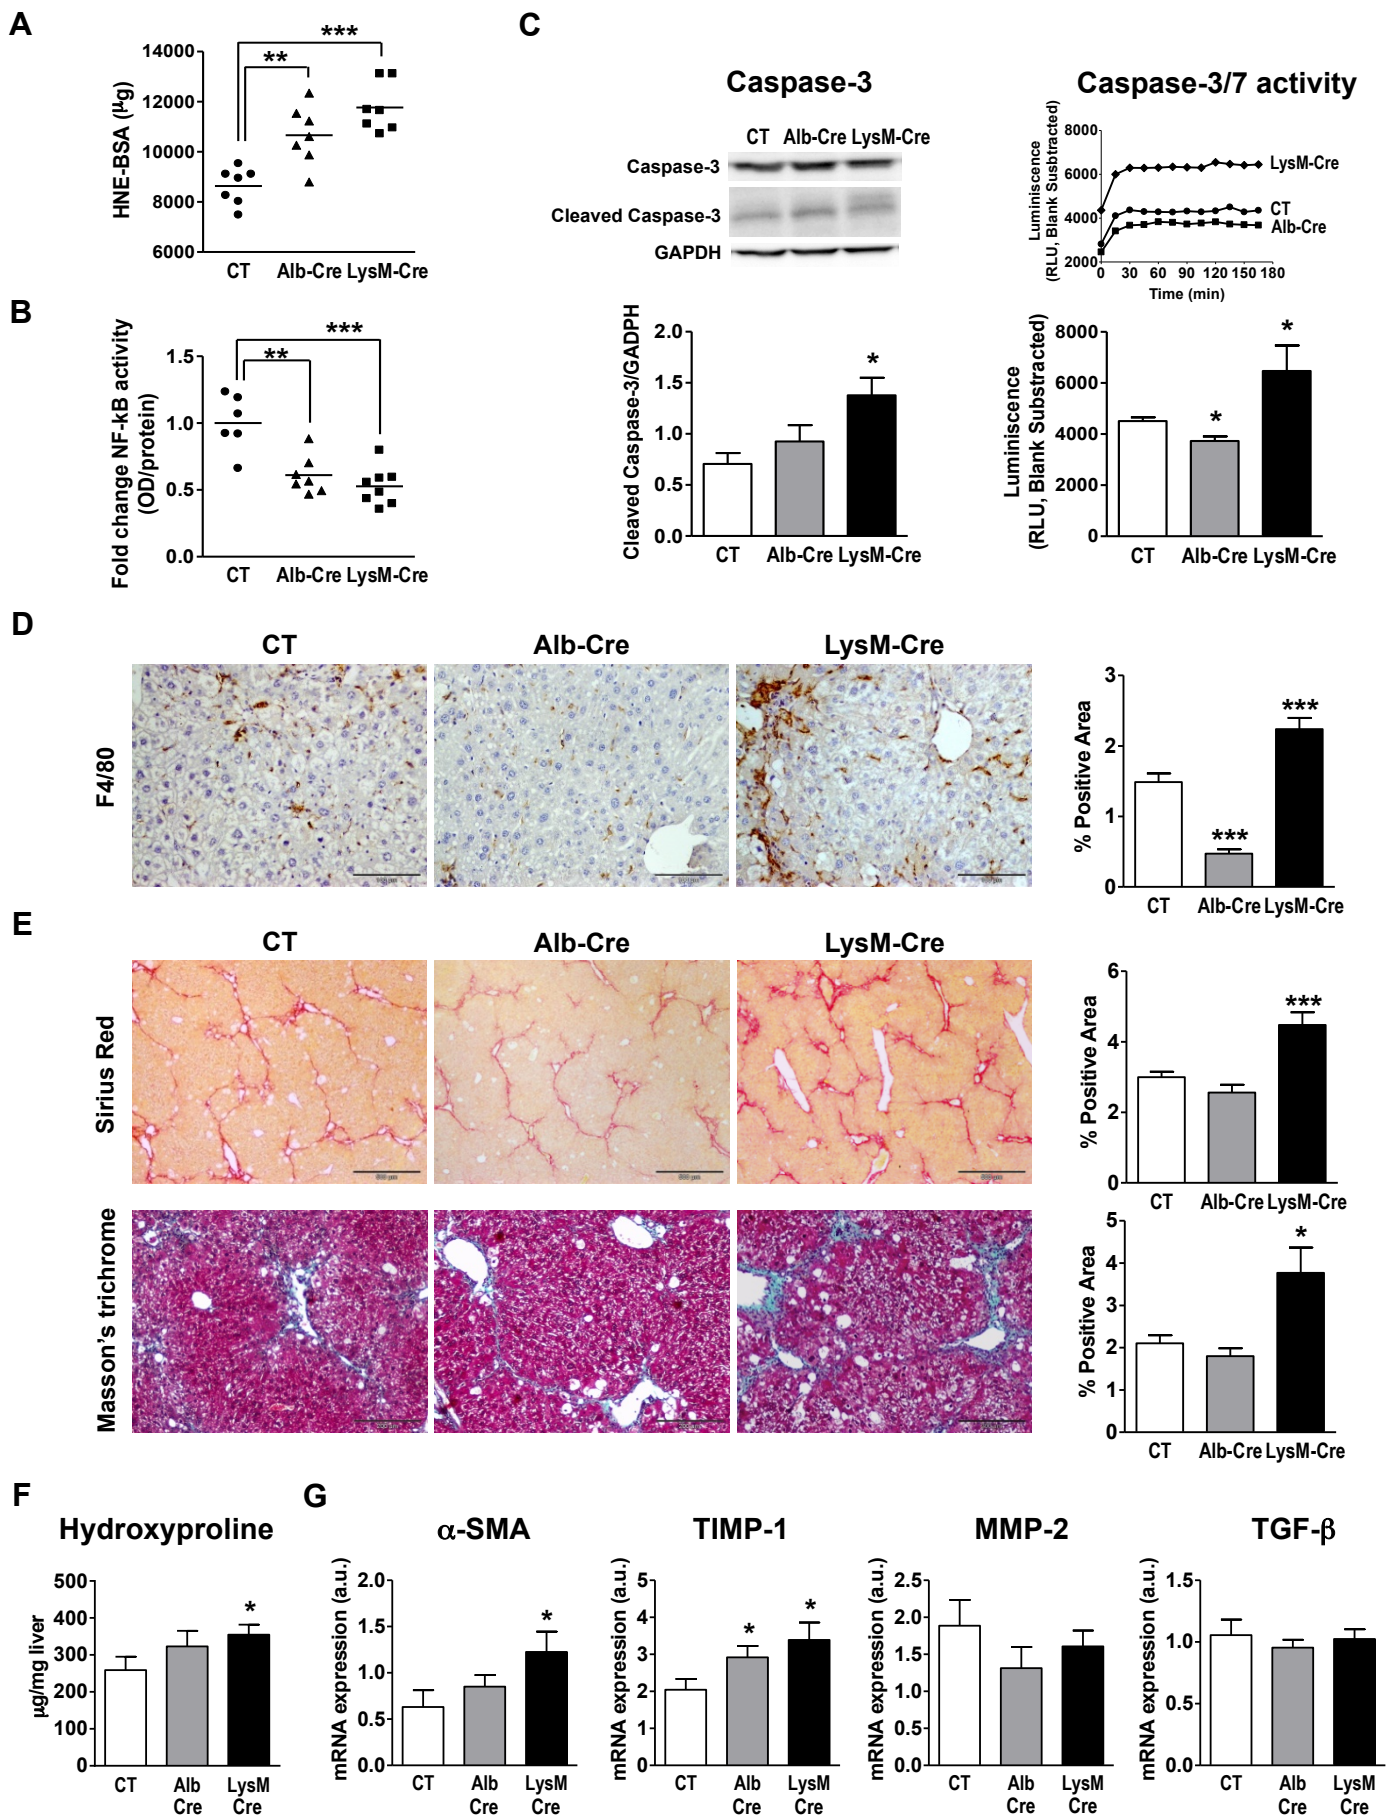 A
HNE-BSA (µg)
14000
12000
10000
8000
6000
***
**
CT Alb-Cre LysM-Cre
B
Fold change NF-kB activity
(OD/protein)
1.5
1.0
0.5
0.0
***
**
CT Alb-Cre LysM-Cre
C
Caspase-3
CT Alb-Cre LysM-Cre
Caspase-3
Cleaved Caspase-3
GAPDH
Cleaved Caspase-3/GADPH
2.0
1.5
1.0
0.5
0.0
*
CT Alb-Cre LysM-Cre
Caspase-3/7 activity
Luminiscence
(RLU, Blank Susbtracted)
8000
6000
4000
2000
LysM-Cre
CT
Alb-Cre
0 30 60 90 120 150 180
Time (min)
Luminiscence
(RLU, Blank Substracted)
8000
6000
4000
2000
0
*
*
CT Alb-Cre LysM-Cre
D
CT Alb-Cre LysM-Cre
F4/80
% Positive Area
3
2
1
0
***
***
CT Alb-Cre LysM-Cre
E
CT Alb-Cre LysM-Cre
Sirius Red
% Positive Area
6
4
2
0
***
CT Alb-Cre LysM-Cre
Masson's trichrome
% Positive Area
5
4
3
2
1
0
*
CT Alb-Cre LysM-Cre
F
Hydroxyproline
µg/mg liver
500
400
300
200
100
0
*
CT Alb Cre LysM Cre
G
α-SMA
mRNA expression (a.u.)
2.0
1.5
1.0
0.5
0.0
*
CT Alb Cre LysM Cre
TIMP-1
mRNA expression (a.u.)
5
4
3
2
1
0
*
*
CT Alb Cre LysM Cre
MMP-2
mRNA expression (a.u.)
2.5
2.0
1.5
1.0
0.5
0.0
CT Alb Cre LysM Cre
TGF-β
mRNA expression (a.u.)
1.5
1.0
0.5
0.0
CT Alb Cre LysM Cre